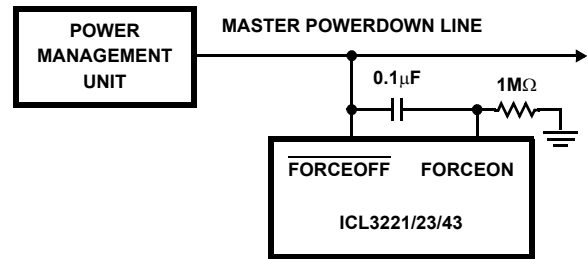 POWER
MANAGEMENT
UNIT
MASTER POWERDOWN LINE
0.1μF
1MΩ
FORCEOFF FORCEON
ICL3221/23/43